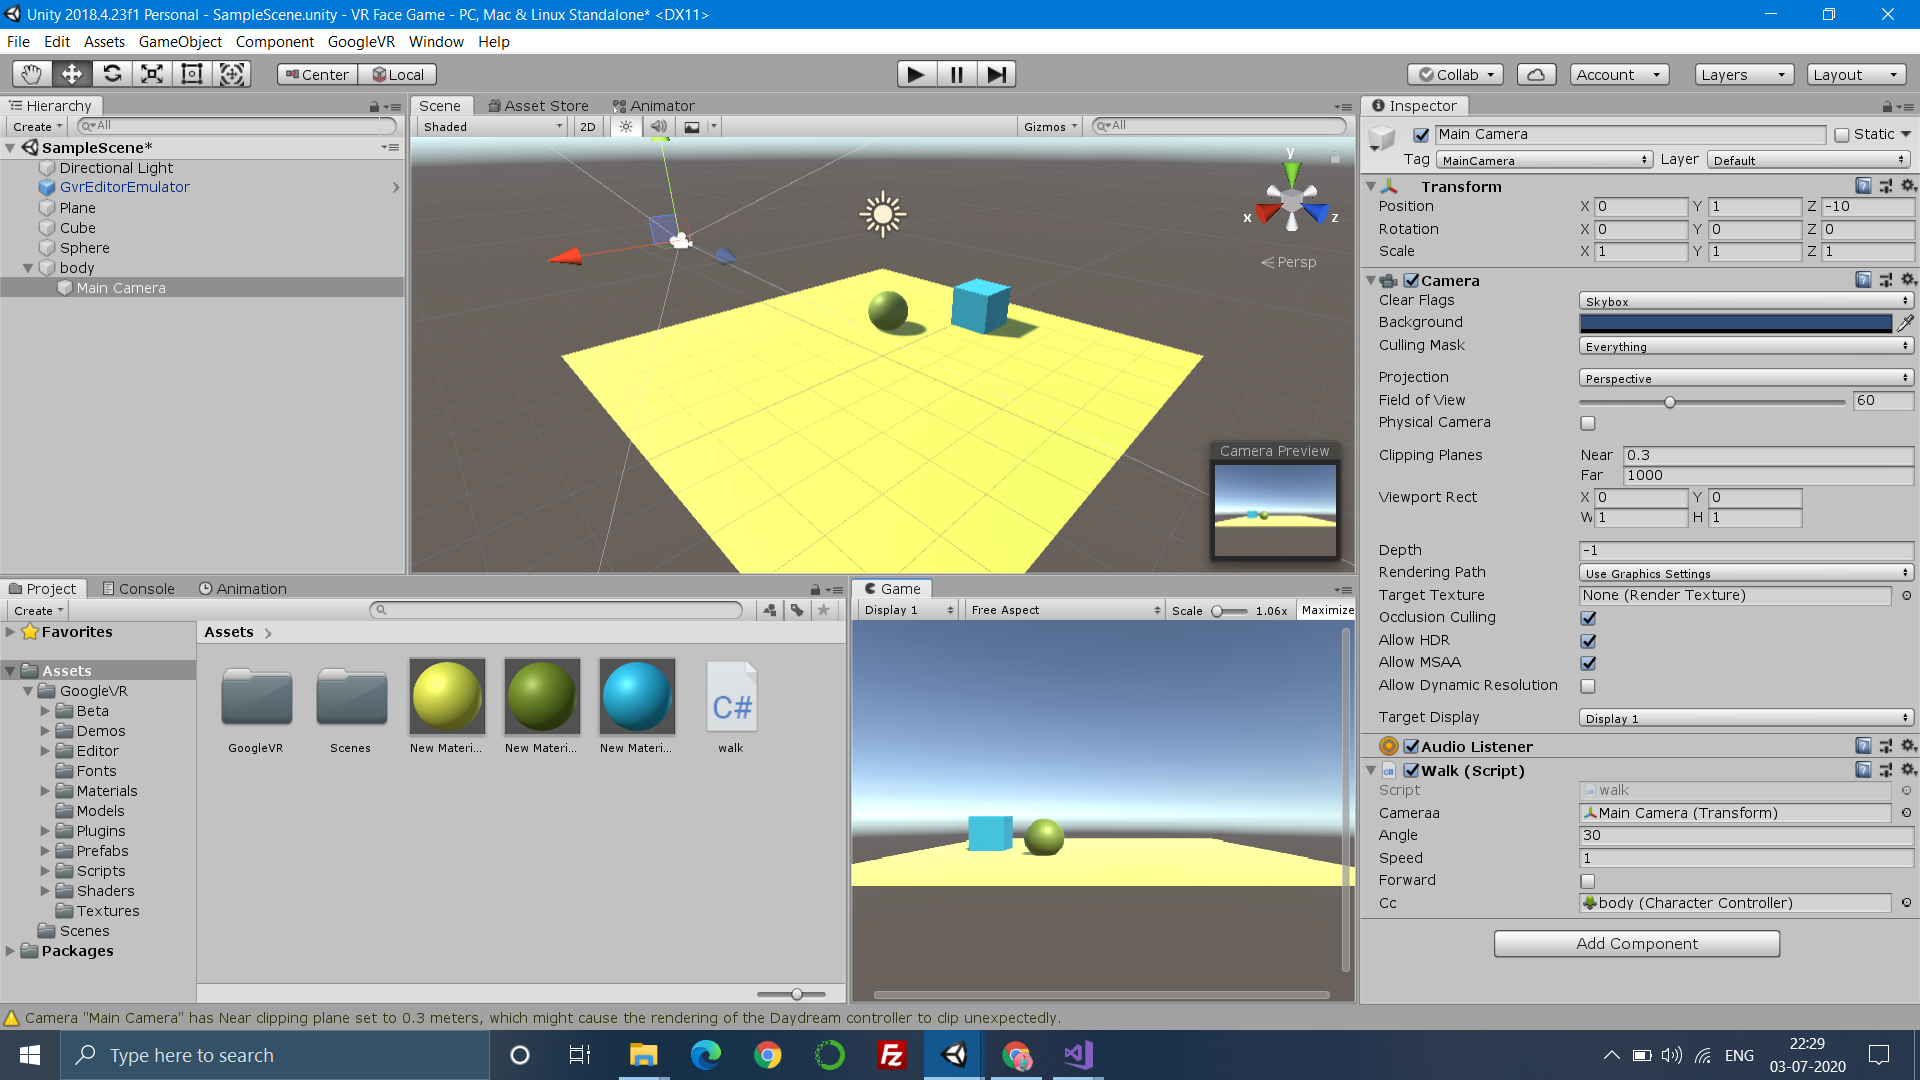 Unity 2018.4.23f1 Personal - SampleScene.unity - VR Face Game - PC, Mac & Linux Standalone* <DX11>
File Edit Assets GameObject Component GoogleVR Window Help
Center Local Collab Account Layers Layout
Hierarchy
Create All
SampleScene*
Directional Light
GvrEditorEmulator
Plane
Cube
Sphere
body
Main Camera
Scene Asset Store Animator
Shaded 2D Gizmos All
y
x z
Persp
Camera Preview
Inspector
Main Camera Static
Tag MainCamera Layer Default
Transform
Position X 0 Y 1 Z -10
Rotation X 0 Y 0 Z 0
Scale X 1 Y 1 Z 1
Camera
Clear Flags Skybox
Background
Culling Mask Everything
Projection Perspective
Field of View 60
Physical Camera
Clipping Planes Near 0.3
Far 1000
Viewport Rect X 0 Y 0
W 1 H 1
Depth -1
Rendering Path Use Graphics Settings
Target Texture None (Render Texture)
Occlusion Culling
Allow HDR
Allow MSAA
Allow Dynamic Resolution
Target Display Display 1
Audio Listener
Walk (Script)
Script walk
Cameraa Main Camera (Transform)
Angle 30
Speed 1
Forward
Cc body (Character Controller)
Add Component
Project Console Animation
Create
Favorites
Assets
GoogleVR
Beta
Demos
Editor
Fonts
Materials
Models
Plugins
Prefabs
Scripts
Shaders
Textures
Scenes
Packages
Assets
C#
GoogleVR Scenes New Materi... New Materi... New Materi... walk
Game
Display 1 Free Aspect Scale 1.06x Maximize
Camera "Main Camera" has Near clipping plane set to 0.3 meters, which might cause the rendering of the Daydream controller to clip unexpectedly.
Type here to search
Fz
ENG
22:29
03-07-2020